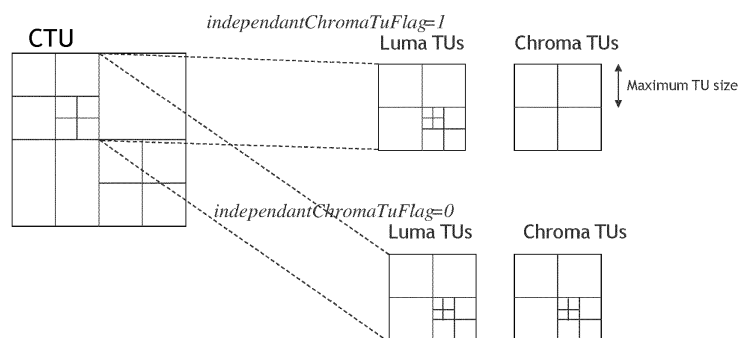 independantChromaTuFlag=1
CTU
Luma TUs
Chroma TUs
Maximum TU size
independantChromaTuFlag=0
Luma TUs
Chroma TUs